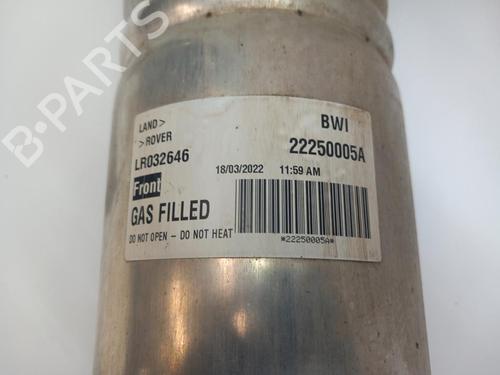 LAND>
>ROVER
BWI
LR032646
22250005A
18/03/2022 11:59 AM
Front
GAS FILLED
DO NOT OPEN - DO NOT HEAT
*22250005A*
B-PARTS